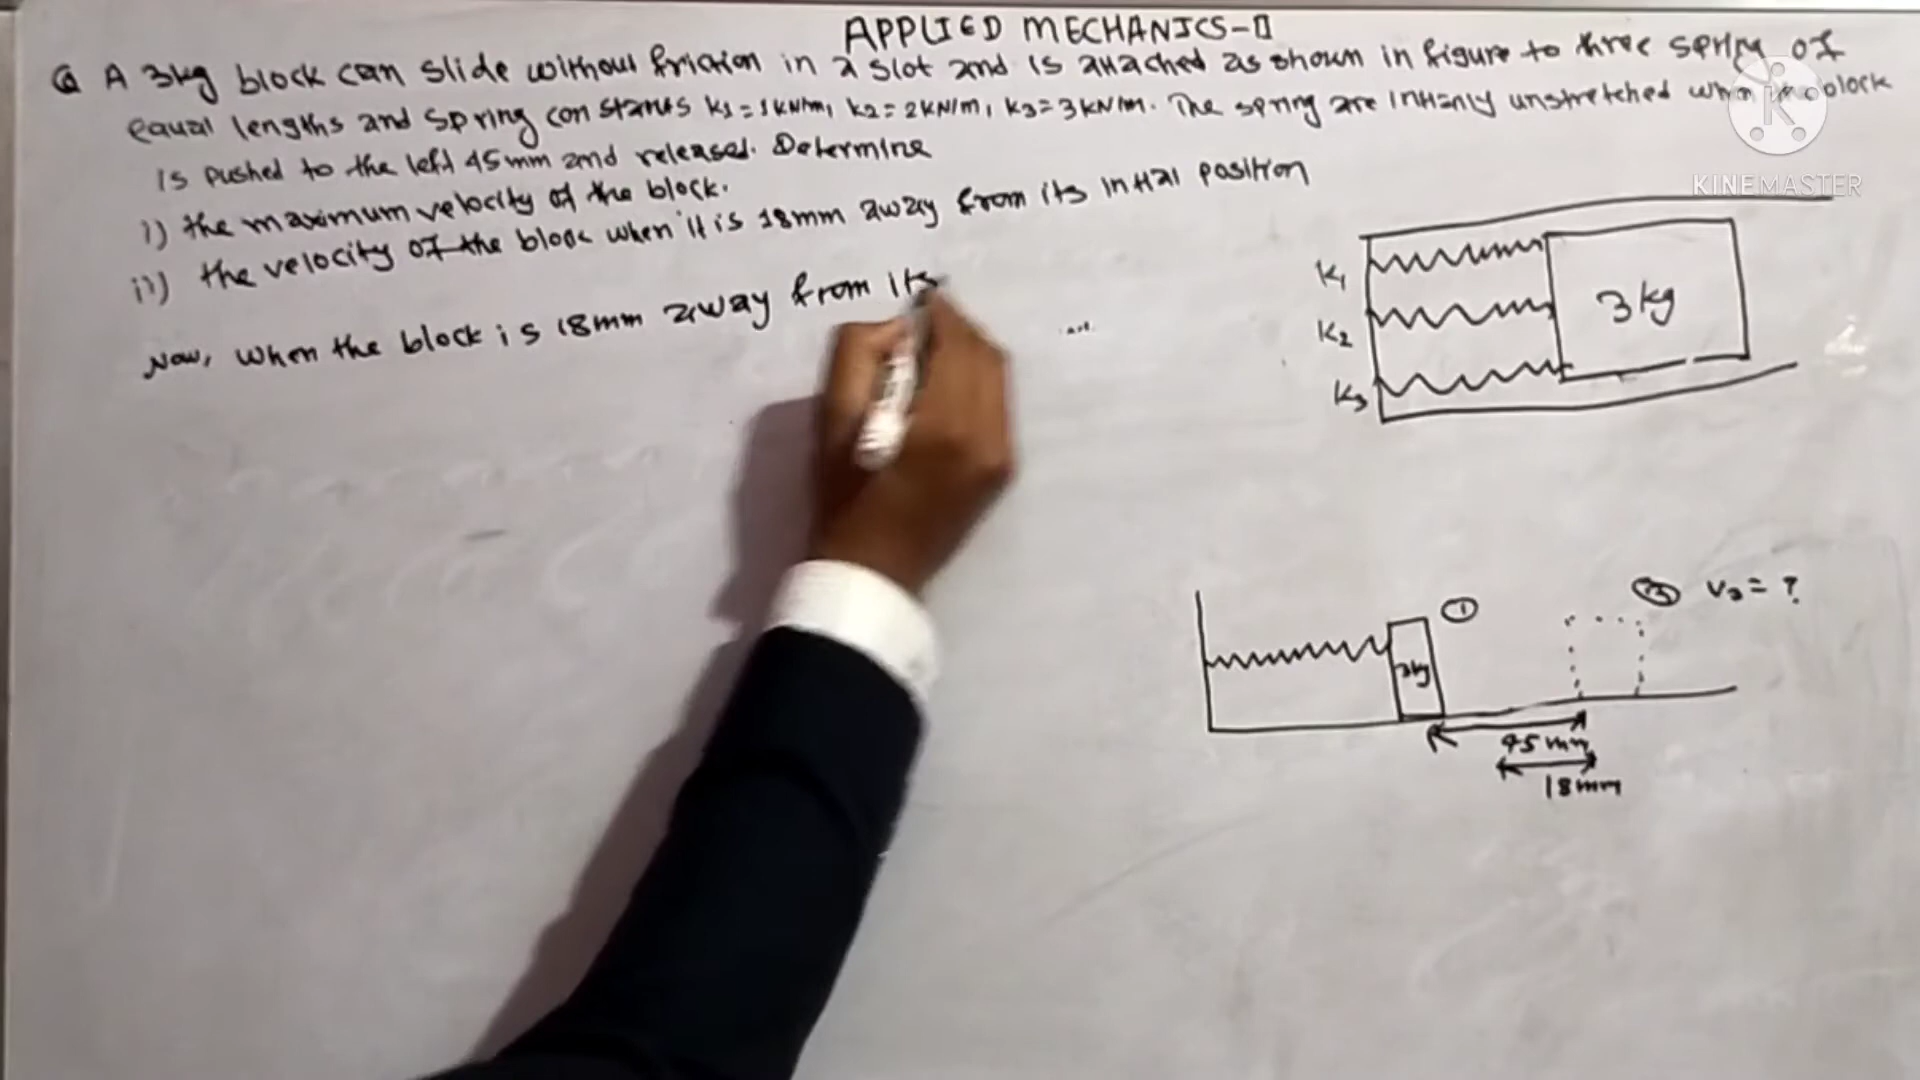 APPLIED MECHANICS-II
Q A 3kg block can slide without friction in a slot and is attached as shown in figure to three spring of
equal lengths and spring constants k1 = 1kN/m, k2 = 2kN/m, k3 = 3kN/m. The spring are initially unstretched when block
is pushed to the left 45mm and released. Determine
i) the maximum velocity of the block.
ii) the velocity of the block when it is 18mm away from its initial position
Now, when the block is 18mm away from its
K
KINEMASTER
k1
k2
k3
3kg
1
v2 = ?
3kg
45mm
18mm